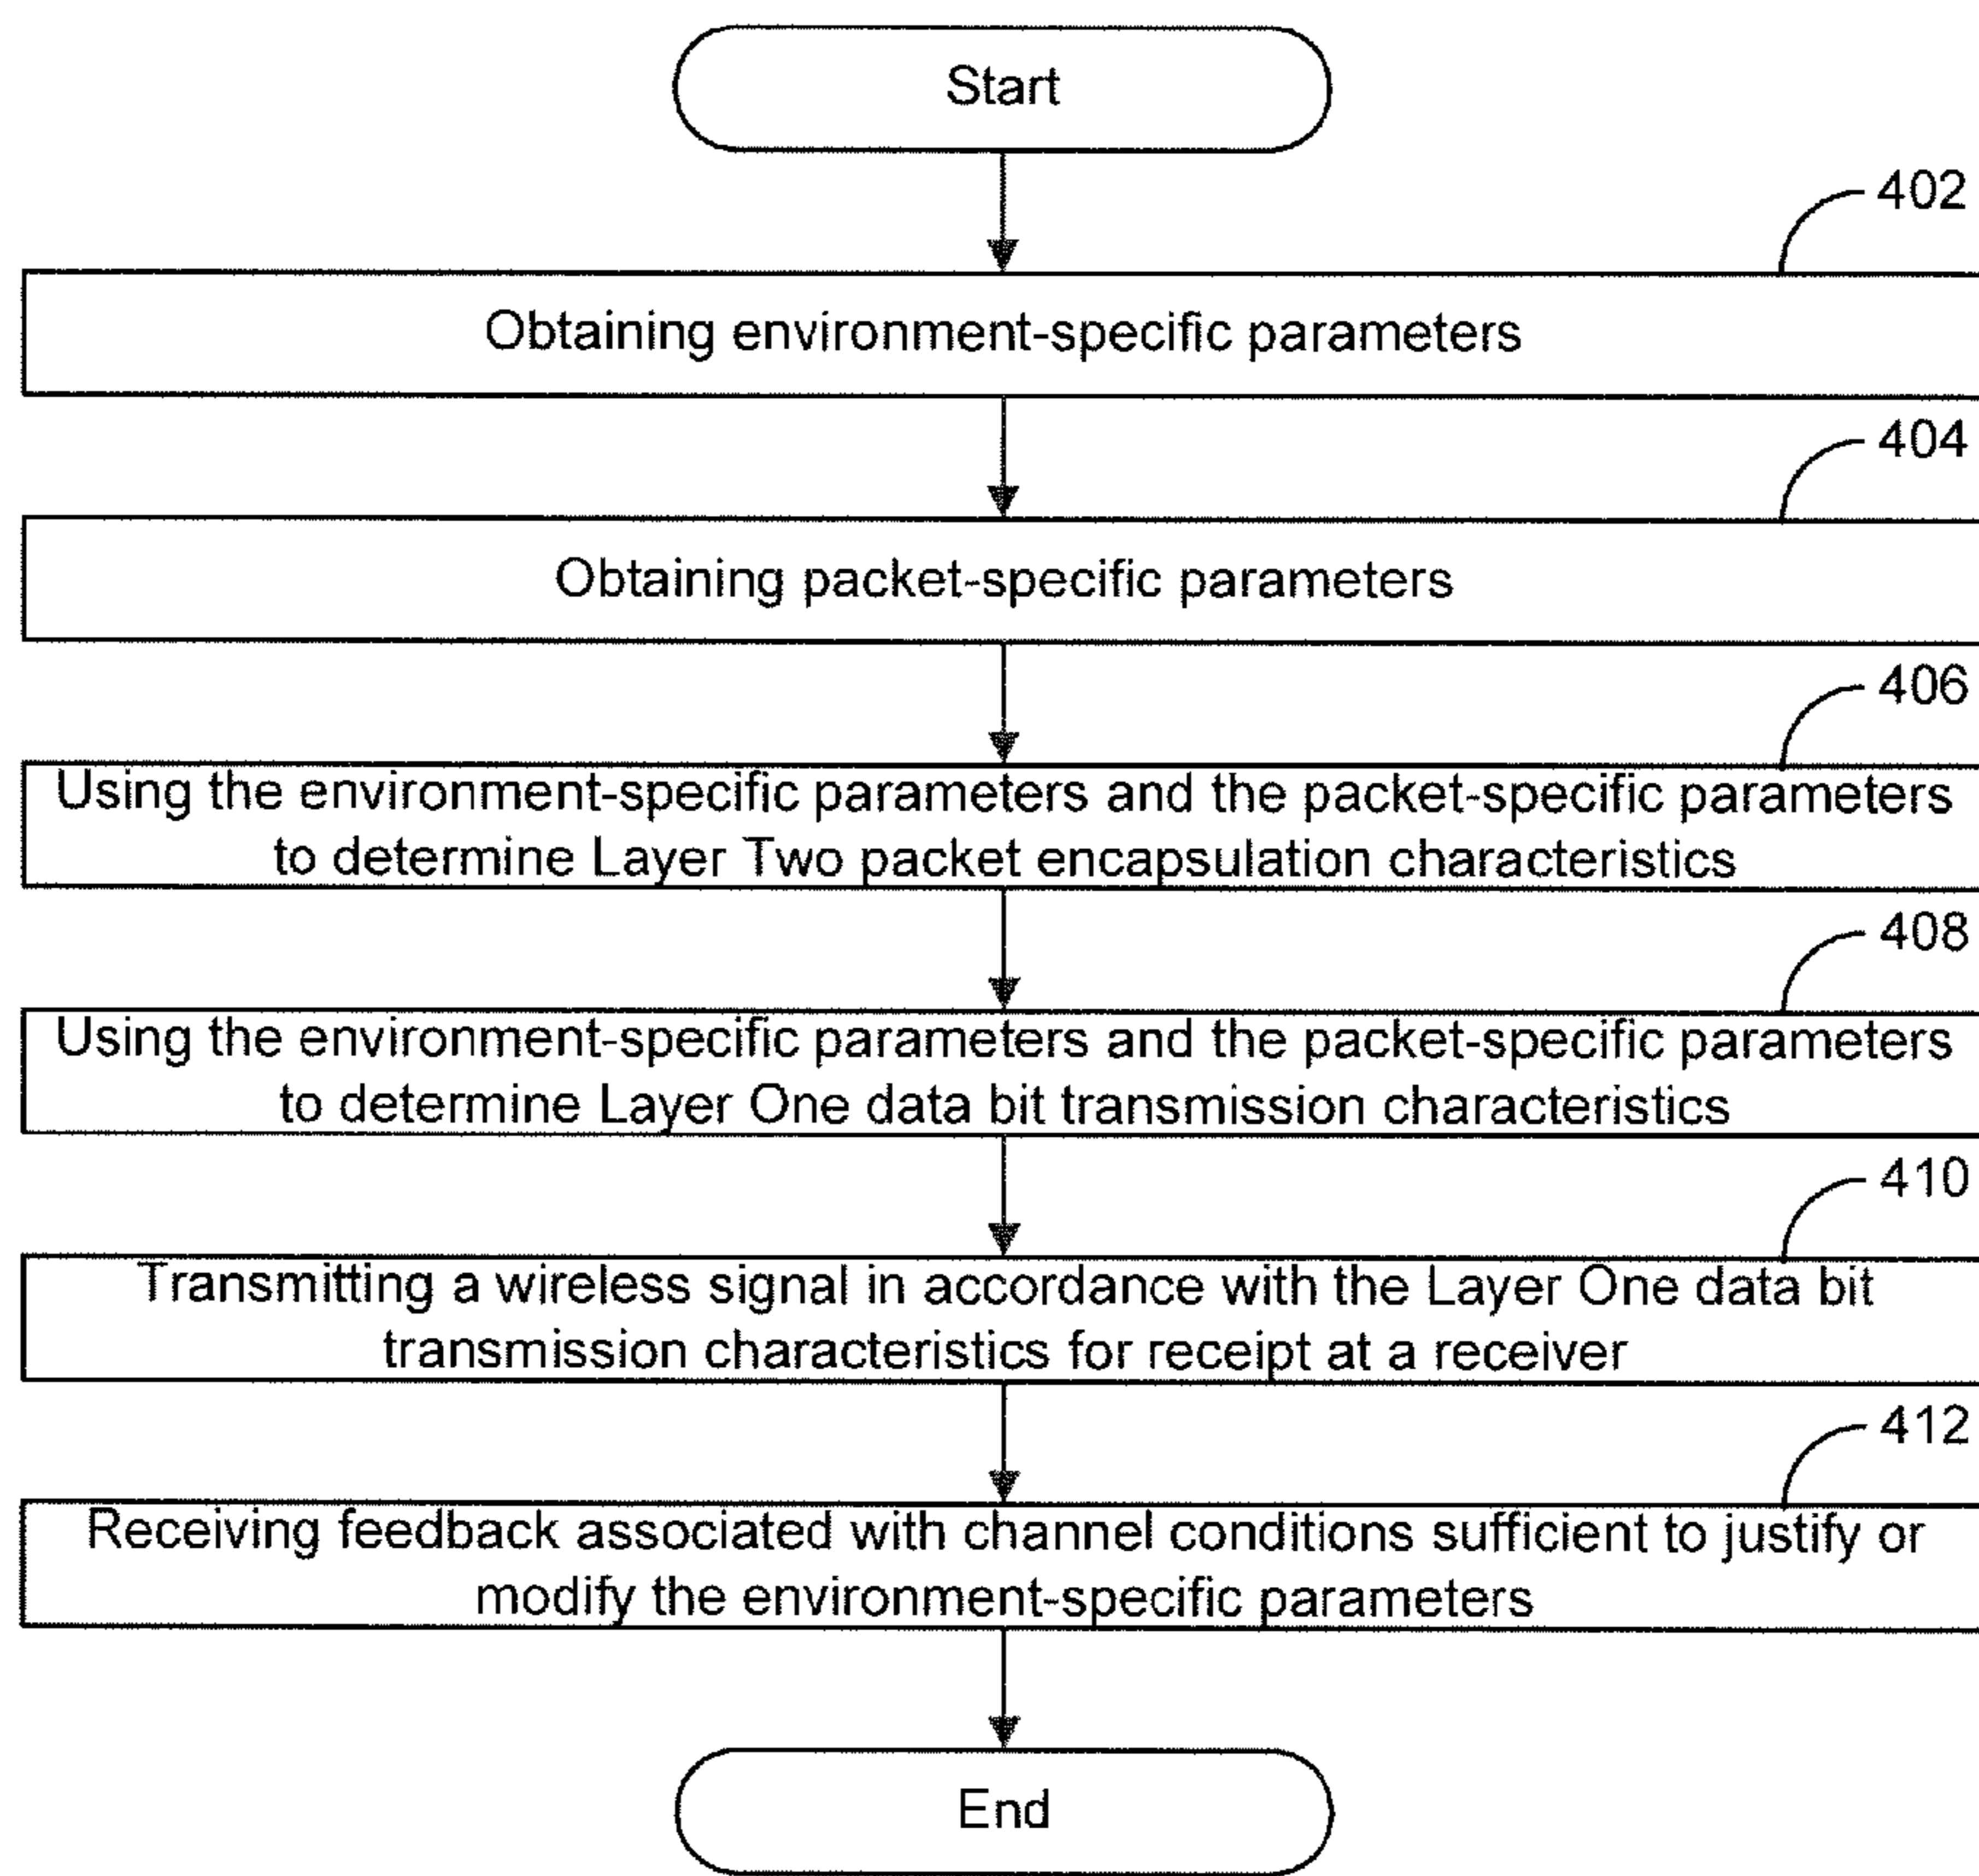 Start
402
Obtaining environment-specific parameters
404
Obtaining packet-specific parameters
406
Using the environment-specific parameters and the packet-specific parameters
to determine Layer Two packet encapsulation characteristics
408
Using the environment-specific parameters and the packet-specific parameters
to determine Layer One data bit transmission characteristics
410
Transmitting a wireless signal in accordance with the Layer One data bit
transmission characteristics for receipt at a receiver
412
Receiving feedback associated with channel conditions sufficient to justify or
modify the environment-specific parameters
End